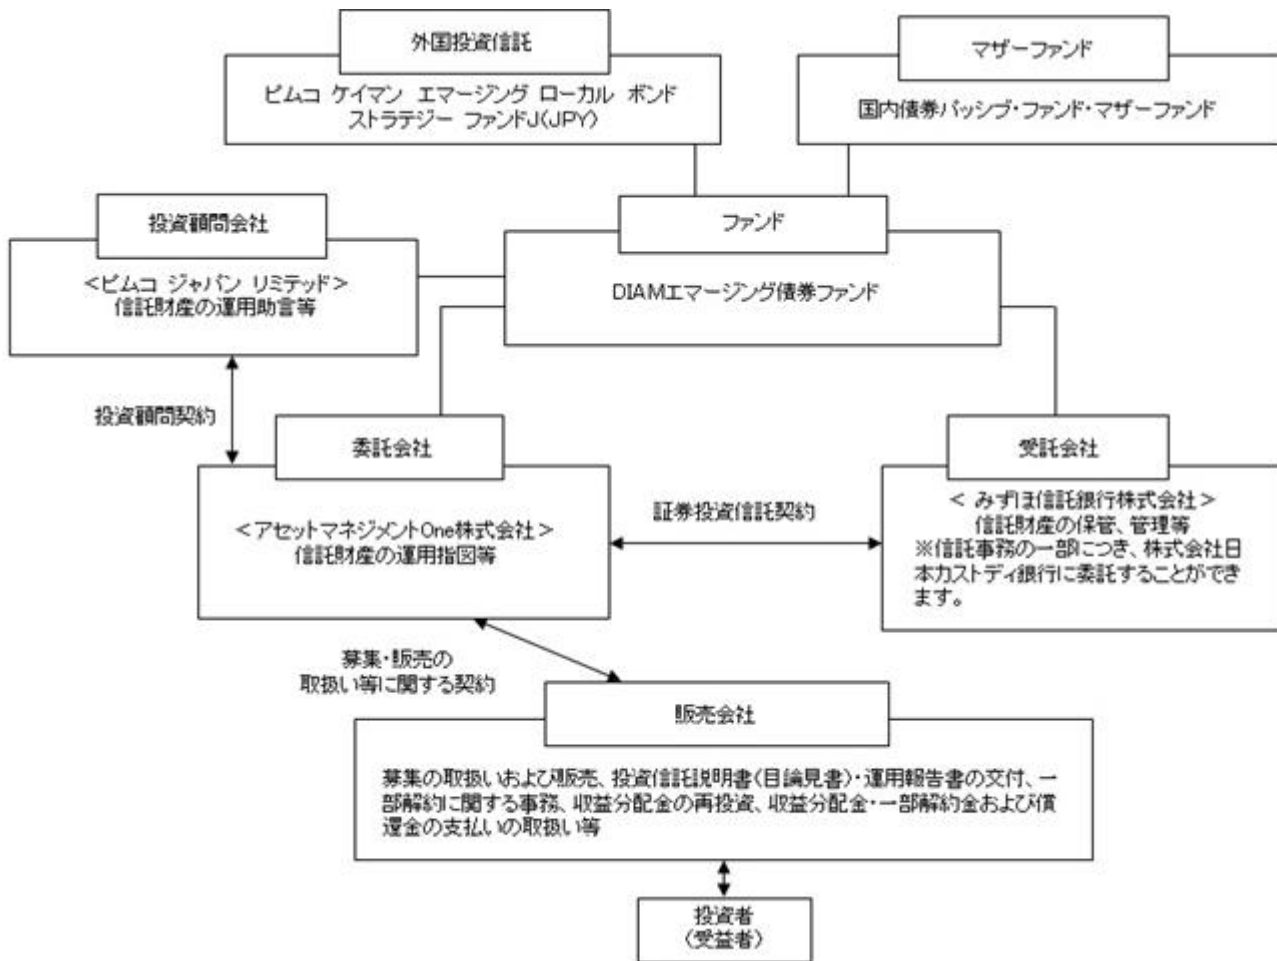 外国投資信託
ピムコ ケイマン エマージング ローカル ボンド
ストラテジー ファンドJ(JPY)
マザーファンド
国内債券パッシブ・ファンド・マザーファンド
ファンド
DIAMエマージング債券ファンド
投資顧問会社
＜ピムコ ジャパン リミテッド＞
信託財産の運用助言等
投資顧問契約
委託会社
＜アセットマネジメントOne株式会社＞
信託財産の運用指図等
証券投資信託契約
受託会社
＜ みずほ信託銀行株式会社＞
信託財産の保管、管理等
※信託事務の一部につき、株式会社日
本カストディ銀行に委託することができ
ます。
募集・販売の
取扱い等に関する契約
販売会社
募集の取扱いおよび販売、投資信託説明書(目論見書)・運用報告書の交付、一
部解約に関する事務、収益分配金の再投資、収益分配金・一部解約金および償
還金の支払いの取扱い等
投資者
（受益者）